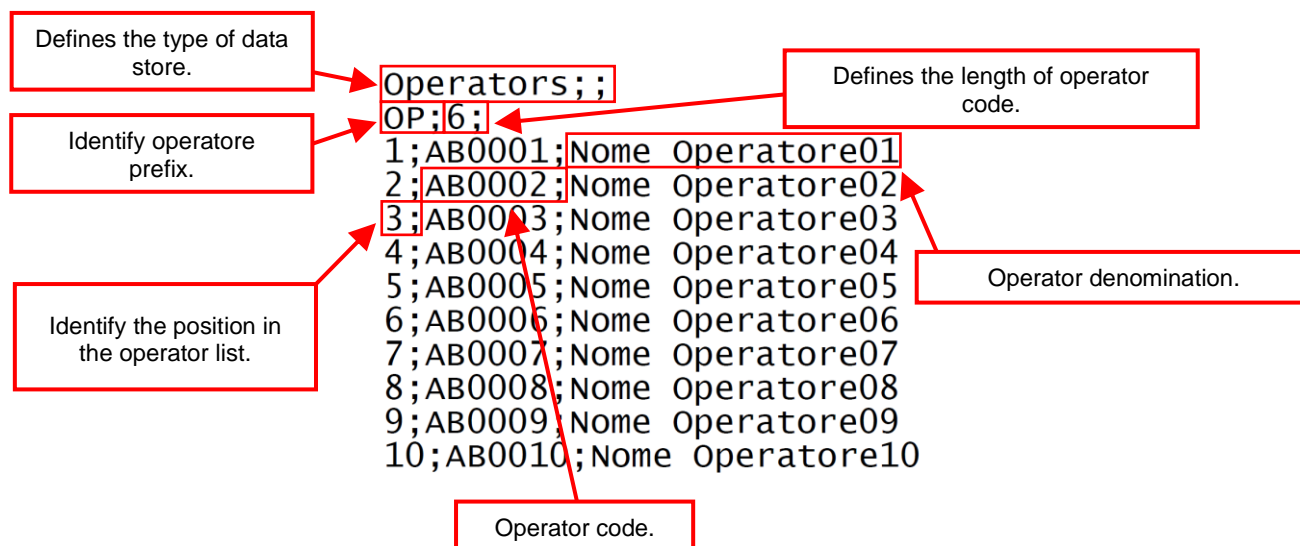 Defines the type of data
store.
Identify operatore
prefix.
Identify the position in
the operator list.
Operators;;
OP;6;
1;AB0001;Nome Operatore01
2;AB0002;Nome Operatore02
3;AB0003;Nome Operatore03
4;AB0004;Nome Operatore04
5;AB0005;Nome Operatore05
6;AB0006;Nome Operatore06
7;AB0007;Nome Operatore07
8;AB0008;Nome Operatore08
9;AB0009;Nome Operatore09
10;AB0010;Nome Operatore10
Defines the length of operator
code.
Operator denomination.
Operator code.